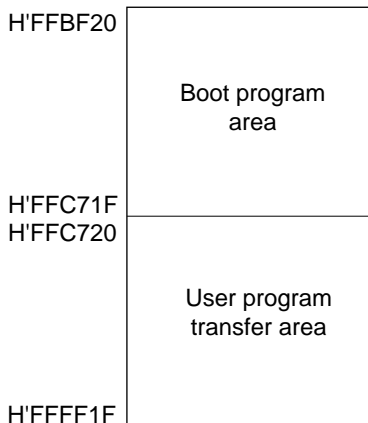 H'FFBF20
Boot program
area
H'FFC71F
H'FFC720
User program
transfer area
H'FFFF1F